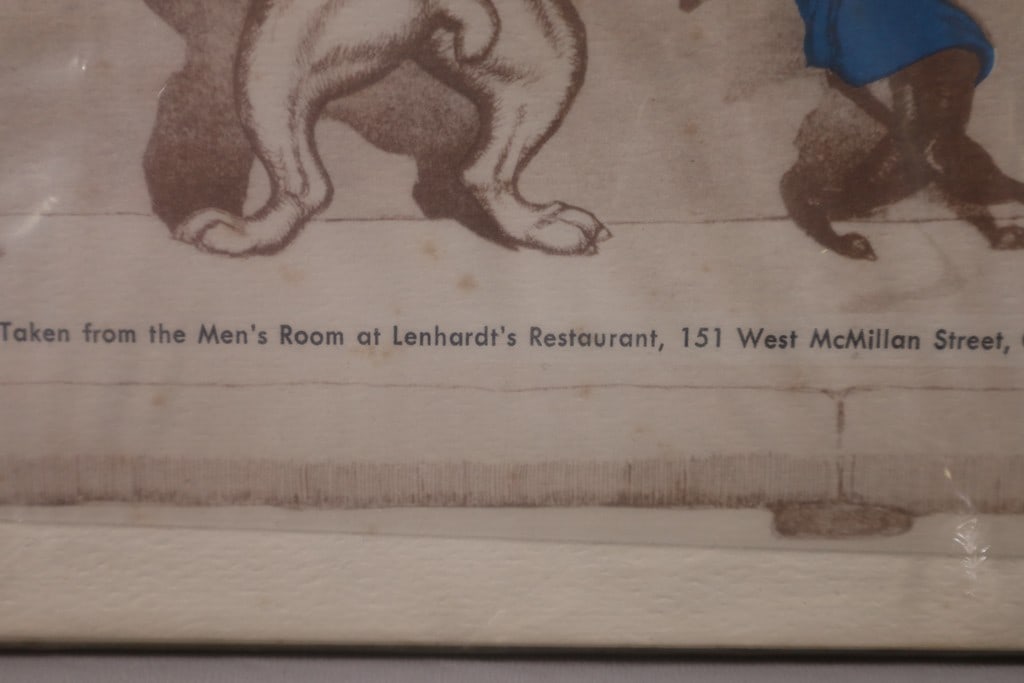 Taken from the Men's Room at Lenhardt's Restaurant, 151 West McMillan Street,